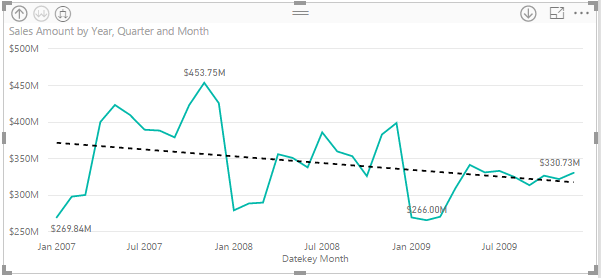 Sales Amount by Year, Quarter and Month
$500M
$453.75M
$450M
$400M
$350M
$330.73M
$300M
$266.00M
$250M
$269.84M
Jan 2007 Jul 2007 Jan 2008 Jul 2008 Jan 2009 Jul 2009
Datekey Month